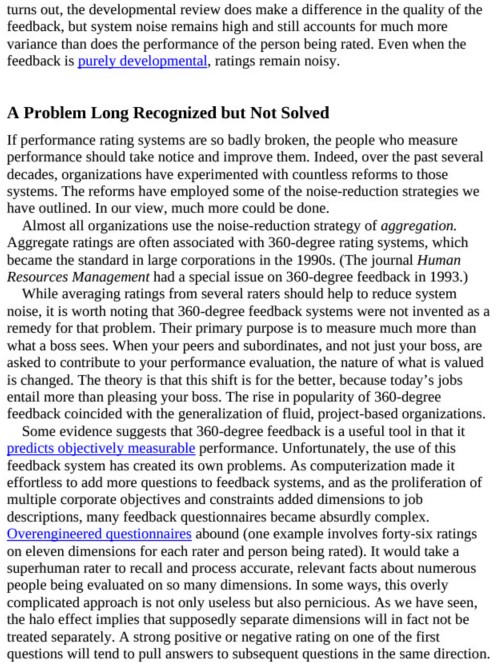 turns out, the developmental review does make a difference in the quality of the
feedback, but system noise remains high and still accounts for much more
variance than does the performance of the person being rated. Even when the
feedback is purely developmental, ratings remain noisy.
A Problem Long Recognized but Not Solved
If performance rating systems are so badly broken, the people who measure
performance should take notice and improve them. Indeed, over the past several
decades, organizations have experimented with countless reforms to those
systems. The reforms have employed some of the noise-reduction strategies we
have outlined. In our view, much more could be done.
Almost all organizations use the noise-reduction strategy of aggregation.
Aggregate ratings are often associated with 360-degree rating systems, which
became the standard in large corporations in the 1990s. (The journal Human
Resources Management had a special issue on 360-degree feedback in 1993.)
While averaging ratings from several raters should help to reduce system
noise, it is worth noting that 360-degree feedback systems were not invented as a
remedy for that problem. Their primary purpose is to measure much more than
what a boss sees. When your peers and subordinates, and not just your boss, are
asked to contribute to your performance evaluation, the nature of what is valued
is changed. The theory is that this shift is for the better, because today’s jobs
entail more than pleasing your boss. The rise in popularity of 360-degree
feedback coincided with the generalization of fluid, project-based organizations.
Some evidence suggests that 360-degree feedback is a useful tool in that it
predicts objectively measurable performance. Unfortunately, the use of this
feedback system has created its own problems. As computerization made it
effortless to add more questions to feedback systems, and as the proliferation of
multiple corporate objectives and constraints added dimensions to job
descriptions, many feedback questionnaires became absurdly complex.
Overengineered questionnaires abound (one example involves forty-six ratings
on eleven dimensions for each rater and person being rated). It would take a
superhuman rater to recall and process accurate, relevant facts about numerous
people being evaluated on so many dimensions. In some ways, this overly
complicated approach is not only useless but also pernicious. As we have seen,
the halo effect implies that supposedly separate dimensions will in fact not be
treated separately. A strong positive or negative rating on one of the first
questions will tend to pull answers to subsequent questions in the same direction.